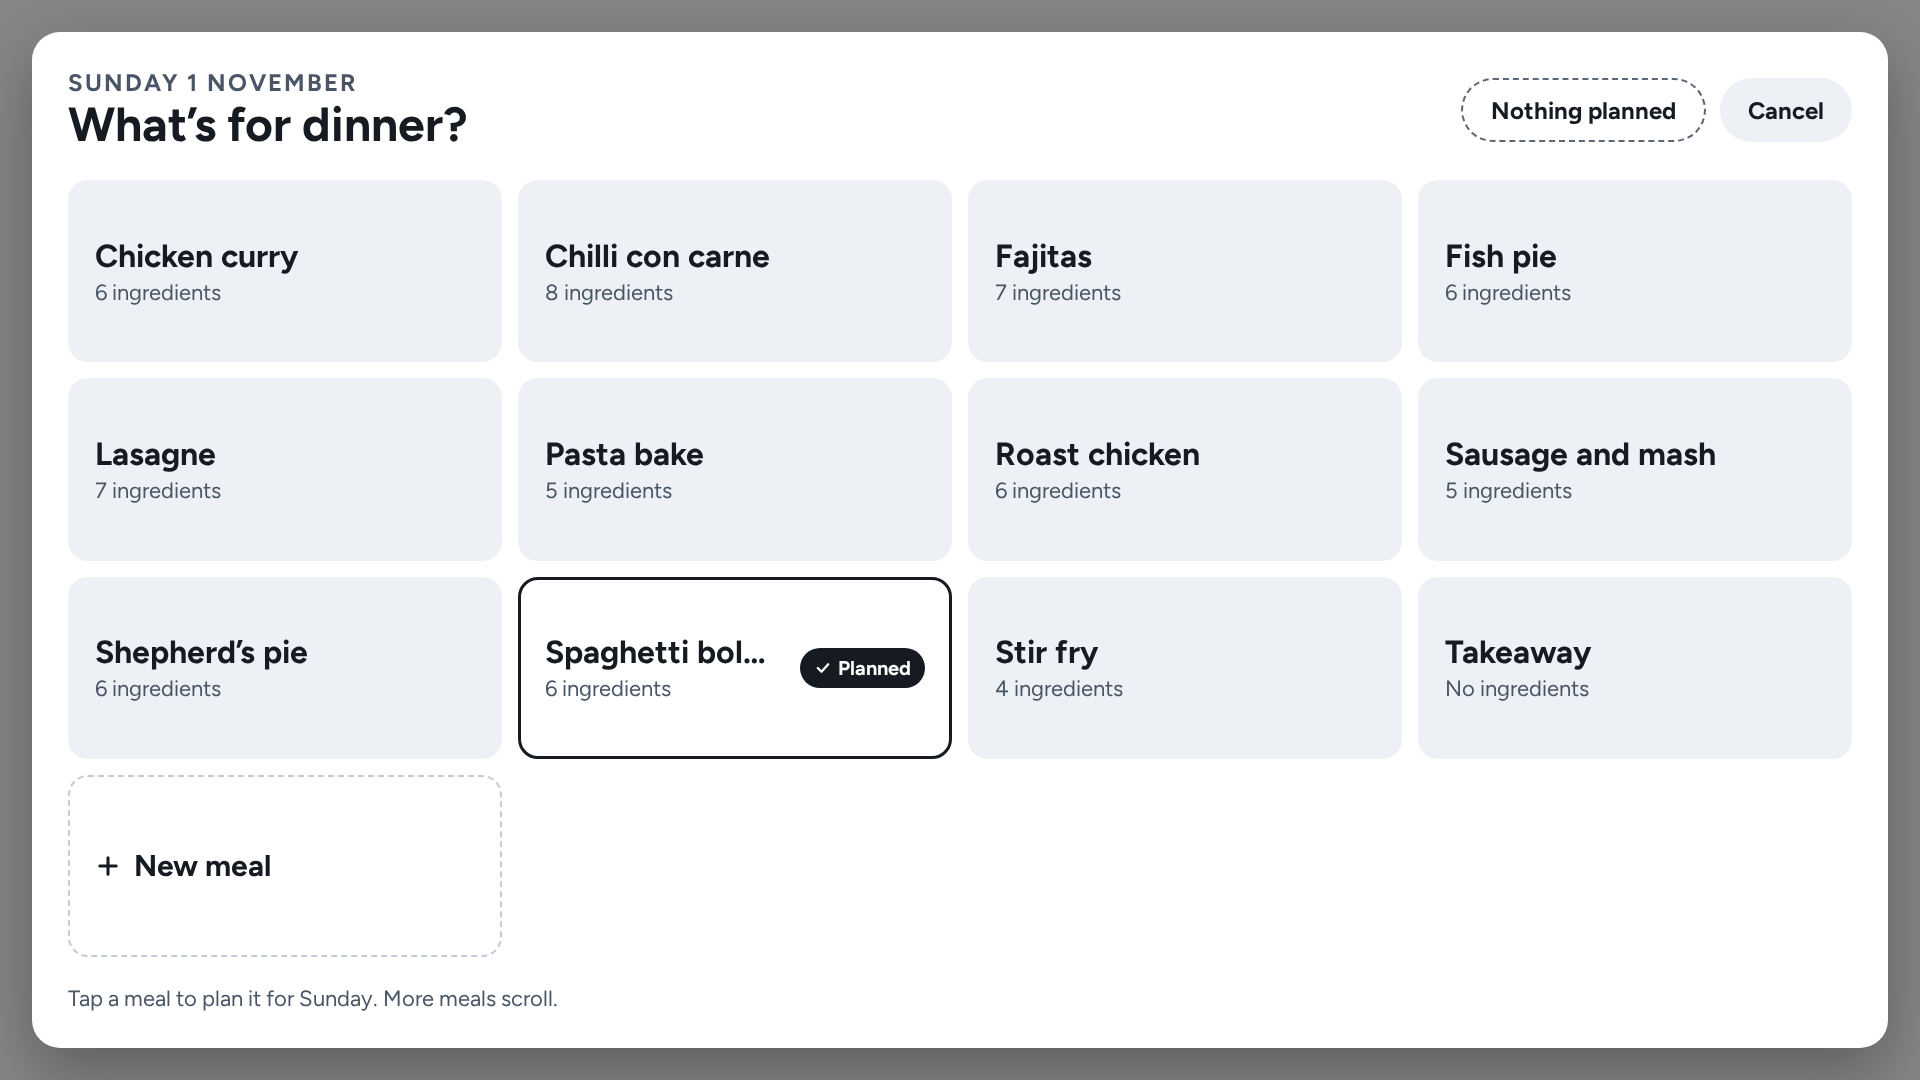 SUNDAY 1 NOVEMBER
What’s for dinner?
Nothing planned
Cancel
Chicken curry
6 ingredients
Chilli con carne
8 ingredients
Fajitas
7 ingredients
Fish pie
6 ingredients
Lasagne
7 ingredients
Pasta bake
5 ingredients
Roast chicken
6 ingredients
Sausage and mash
5 ingredients
Shepherd’s pie
6 ingredients
Spaghetti bol…
6 ingredients
Planned
Stir fry
4 ingredients
Takeaway
No ingredients
New meal
Tap a meal to plan it for Sunday. More meals scroll.